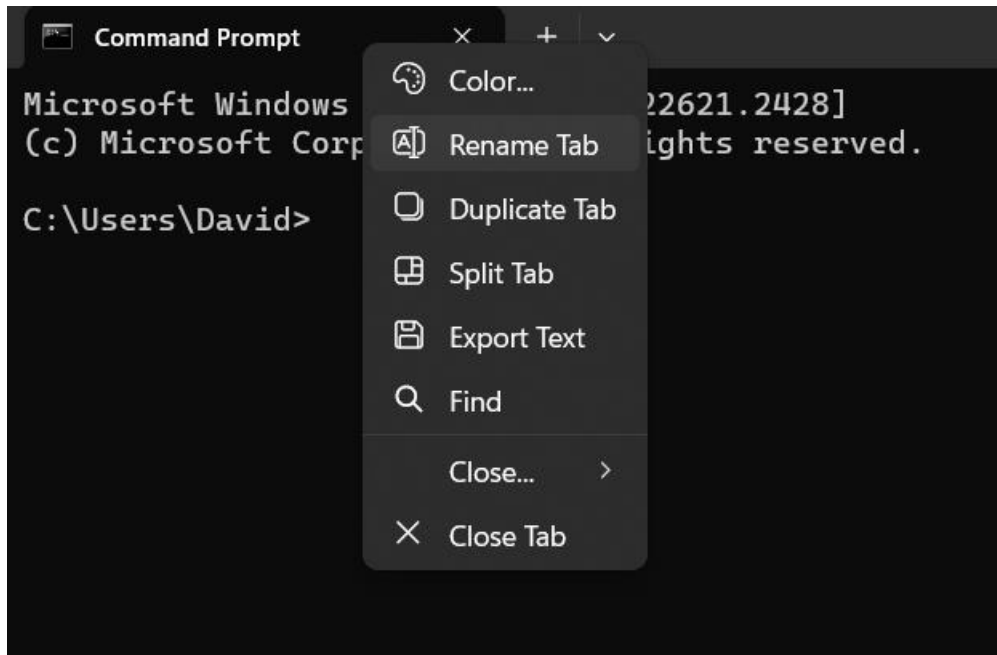 Command Prompt
Microsoft Windows 22621.2428]
(c) Microsoft Corp ights reserved.
C:\Users\David>
Color...
Rename Tab
Duplicate Tab
Split Tab
Export Text
Find
Close...
Close Tab